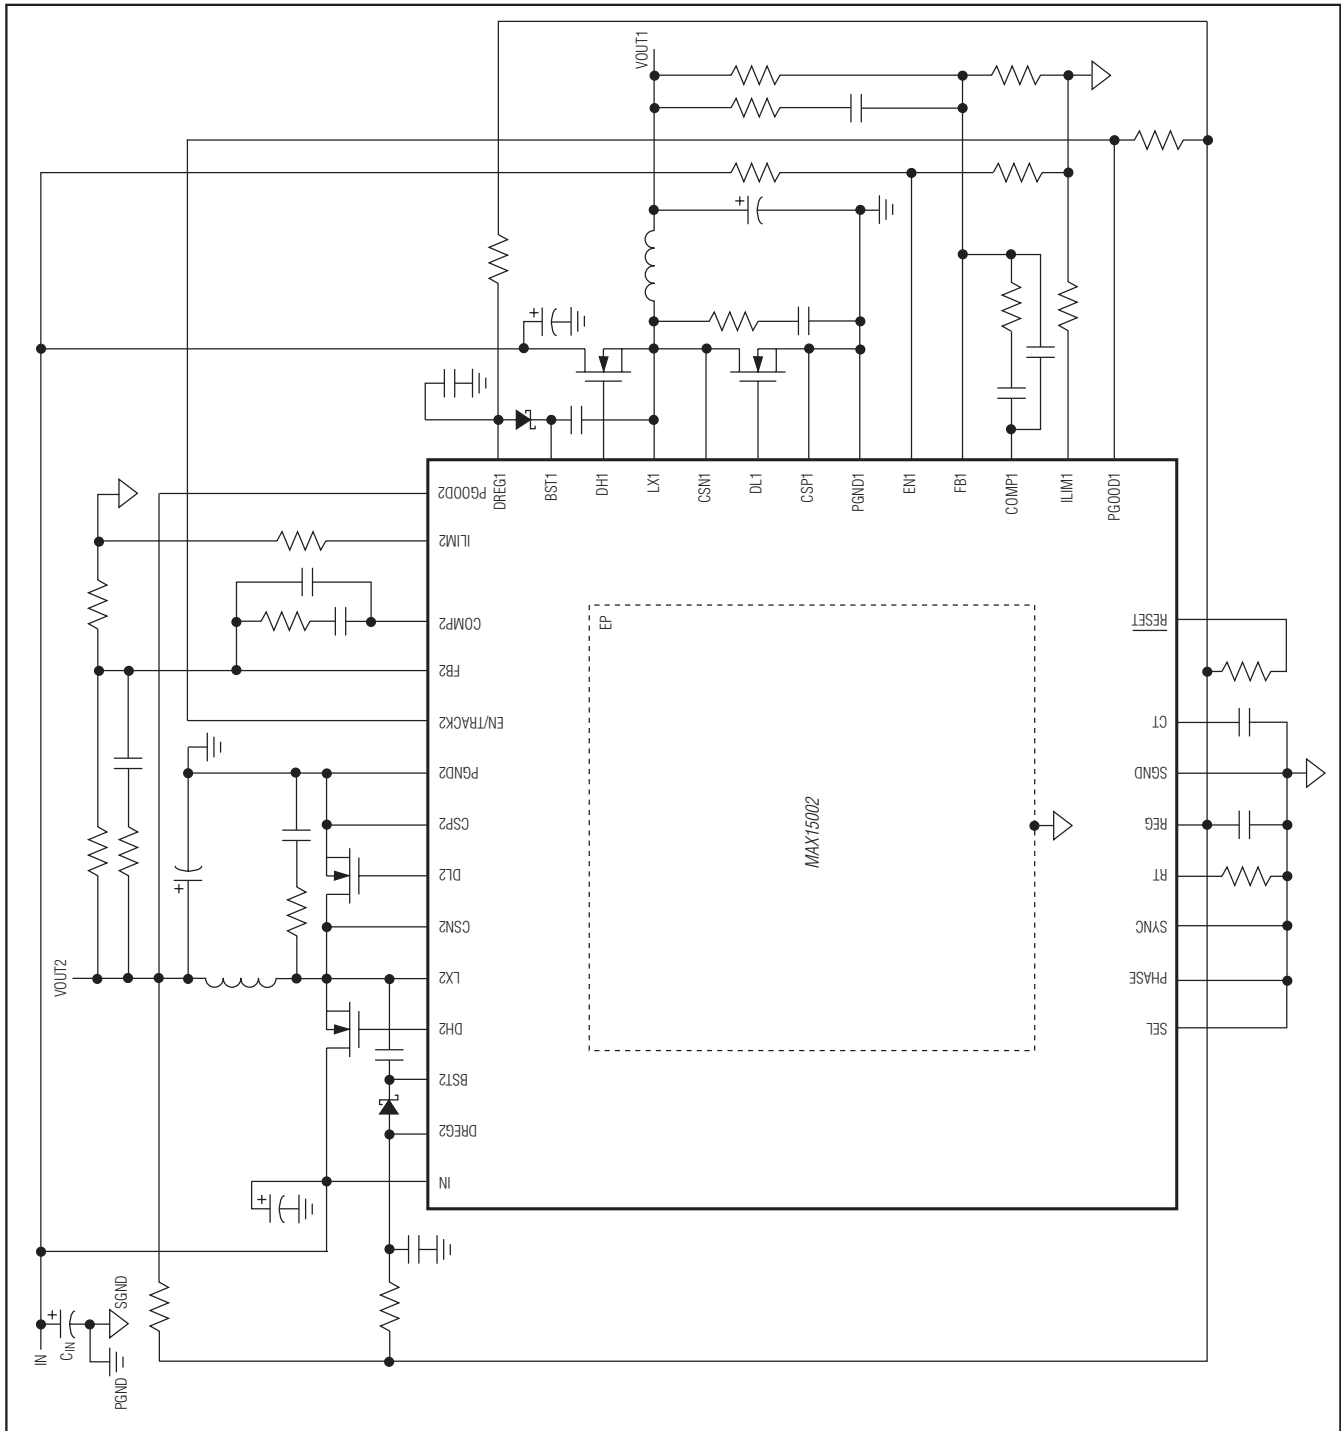 VOUT1
DREG1
BST1
DH1
LX1
CSN1
DL1
CSP1
PGND1
EN1
FB1
COMP1
ILIM1
PGOOD1
PGOOD2
ILIM2
COMP2
FB2
EN/TRACK2
PGND2
CSP2
DL2
CSN2
LX2
DH2
BST2
DREG2
IN
EP
MAX15002
RESET
CT
SGND
REG
RT
SYNC
PHASE
SEL
VOUT2
+
+
+
+
+
IN
CIN
SGND
PGND